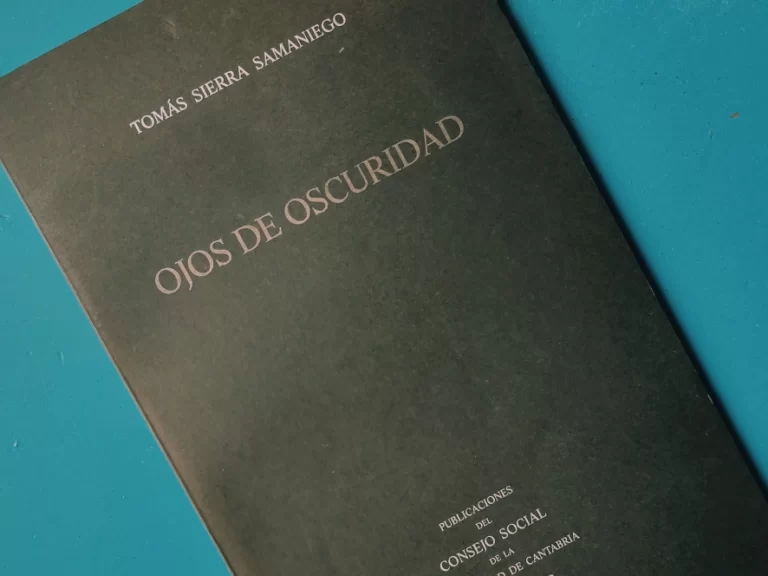 TOMÁS SIERRA SAMANIEGO
OJOS DE OSCURIDAD
PUBLICACIONES
DEL
CONSEJO SOCIAL
DE LA
D DE CANTABRIA